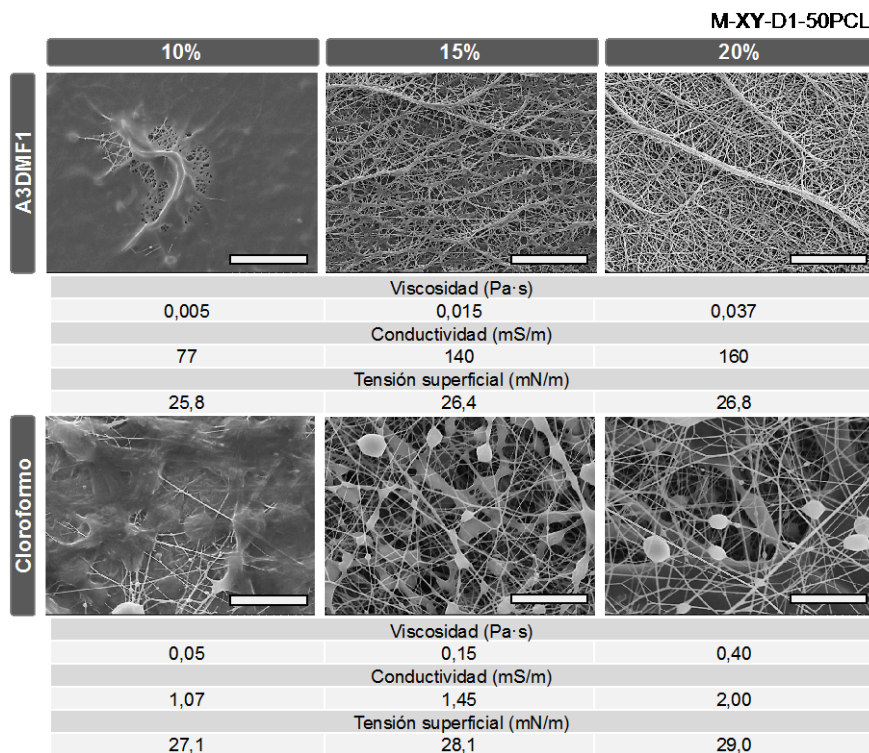 M-XY-D1-50PCL
10% 15% 20%
A3DMF1
Viscosidad (Pa·s)
0,005 0,015 0,037
Conductividad (mS/m)
77 140 160
Tensión superficial (mN/m)
25,8 26,4 26,8
Cloroformo
Viscosidad (Pa·s)
0,05 0,15 0,40
Conductividad (mS/m)
1,07 1,45 2,00
Tensión superficial (mN/m)
27,1 28,1 29,0